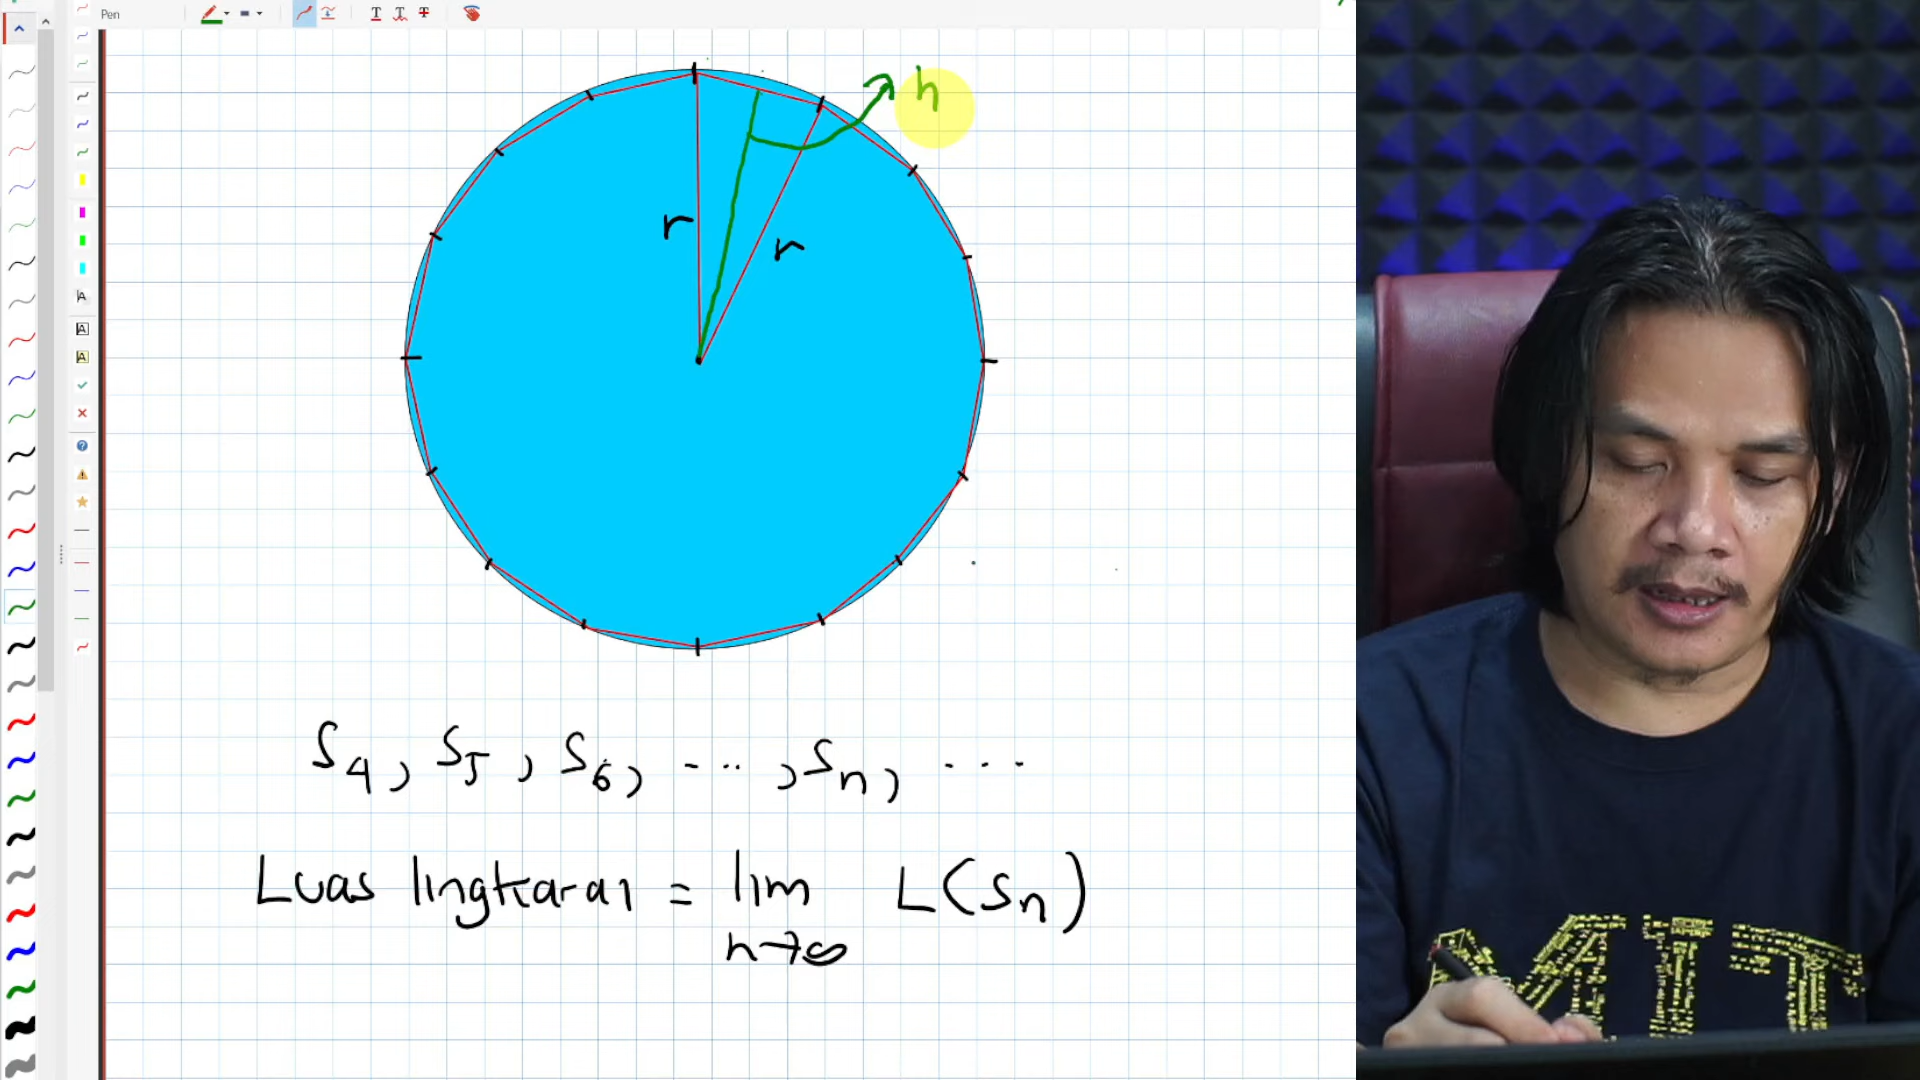 Pen
T T T
h
r
r
A
A
A
S4, S5, S6, ..., Sn, ...
Luas lingkaran = lim L(Sn)
n→∞
MIT